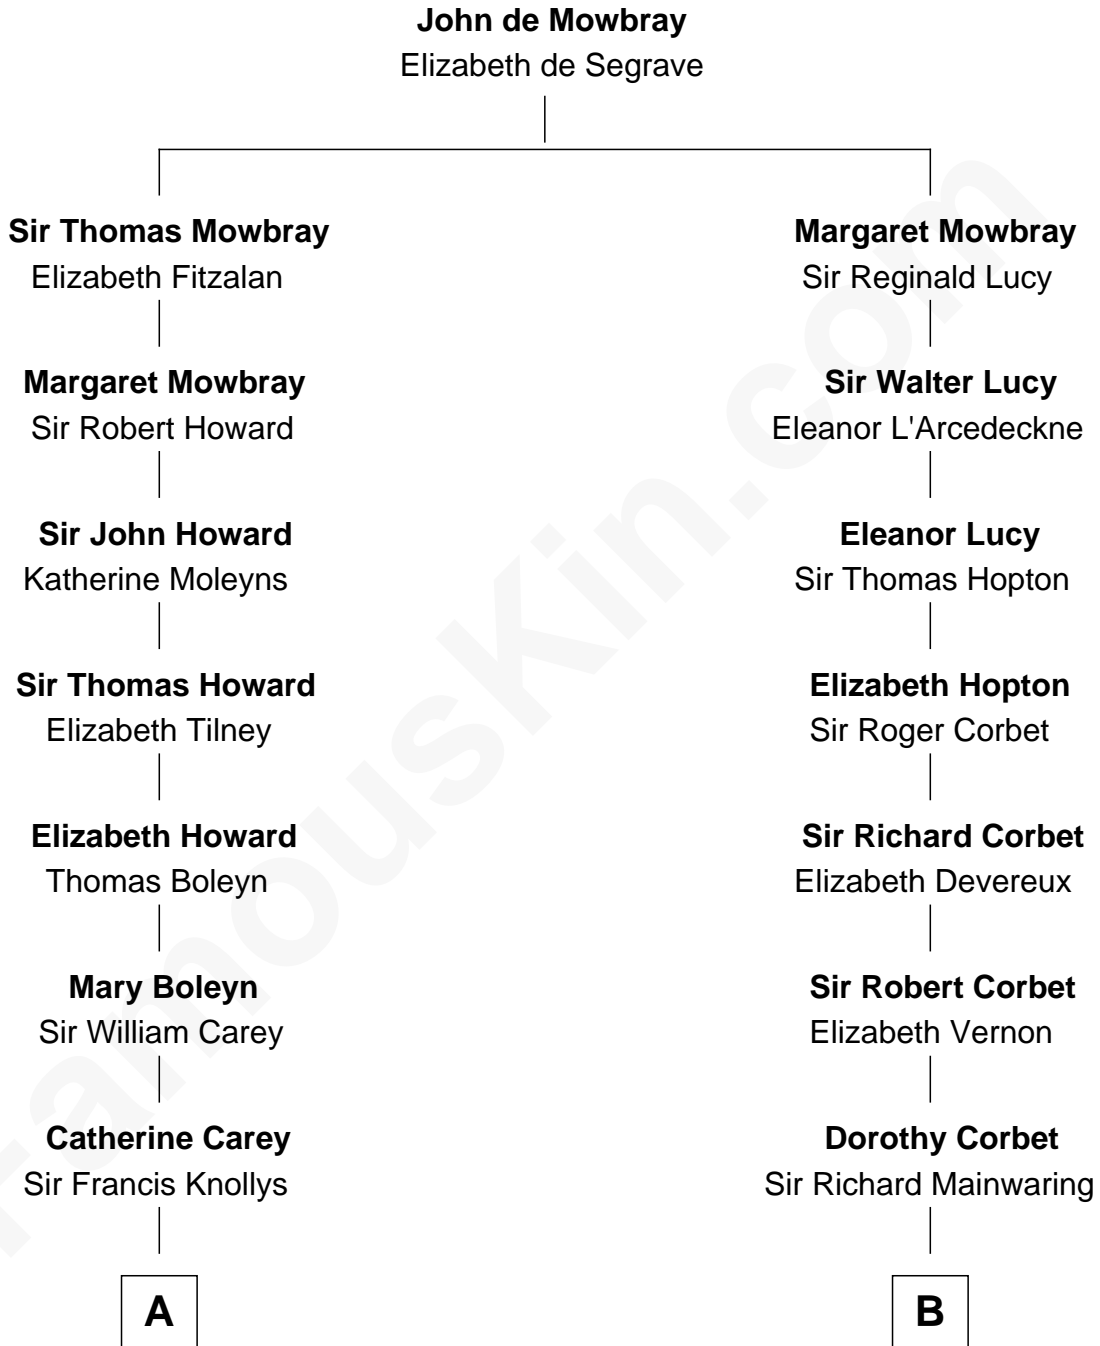 John de Mowbray
Elizabeth de Segrave
Sir Thomas Mowbray
Elizabeth Fitzalan
Margaret Mowbray
Sir Robert Howard
Sir John Howard
Katherine Moleyns
Sir Thomas Howard
Elizabeth Tilney
Elizabeth Howard
Thomas Boleyn
Mary Boleyn
Sir William Carey
Catherine Carey
Sir Francis Knollys
A
Margaret Mowbray
Sir Reginald Lucy
Sir Walter Lucy
Eleanor L'Arcedeckne
Eleanor Lucy
Sir Thomas Hopton
Elizabeth Hopton
Sir Roger Corbet
Sir Richard Corbet
Elizabeth Devereux
Sir Robert Corbet
Elizabeth Vernon
Dorothy Corbet
Sir Richard Mainwaring
B
FamousKin.com